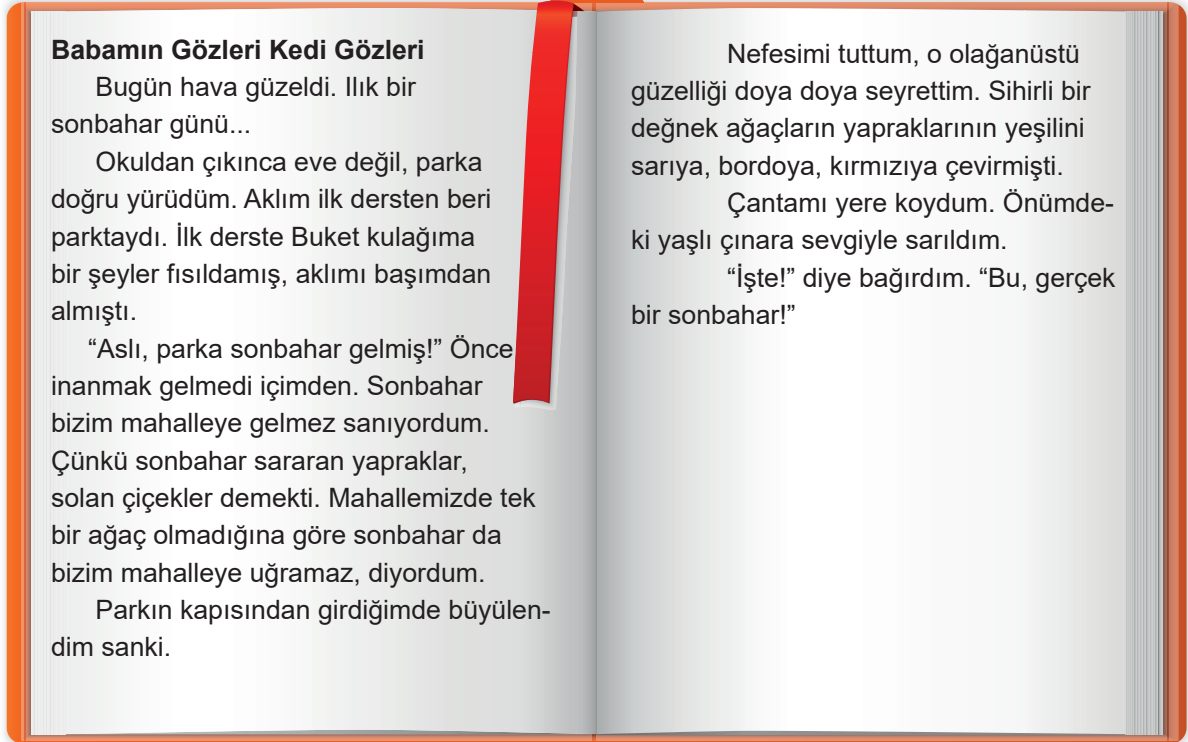 Babamın Gözleri Kedi Gözleri
Bugün hava güzeldi. Ilık bir
sonbahar günü...
Okuldan çıkınca eve değil, parka
doğru yürüdüm. Aklım ilk dersten beri
parktaydı. İlk derste Buket kulağıma
bir şeyler fısıldamış, aklımı başımdan
almıştı.
“Aslı, parka sonbahar gelmiş!” Önce
inanmak gelmedi içimden. Sonbahar
bizim mahalleye gelmez sanıyordum.
Çünkü sonbahar sararan yapraklar,
solan çiçekler demekti. Mahallemizde tek
bir ağaç olmadığına göre sonbahar da
bizim mahalleye uğramaz, diyordum.
Parkın kapısından girdiğimde büyülen-
dim sanki.
Nefesimi tuttum, o olağanüstü
güzelliği doya doya seyrettim. Sihirli bir
değnek ağaçların yapraklarının yeşilini
sarıya, bordoya, kırmızıya çevirmişti.
Çantamı yere koydum. Önümde-
ki yaşlı çınara sevgiyle sarıldım.
“İşte!” diye bağırdım. “Bu, gerçek
bir sonbahar!”